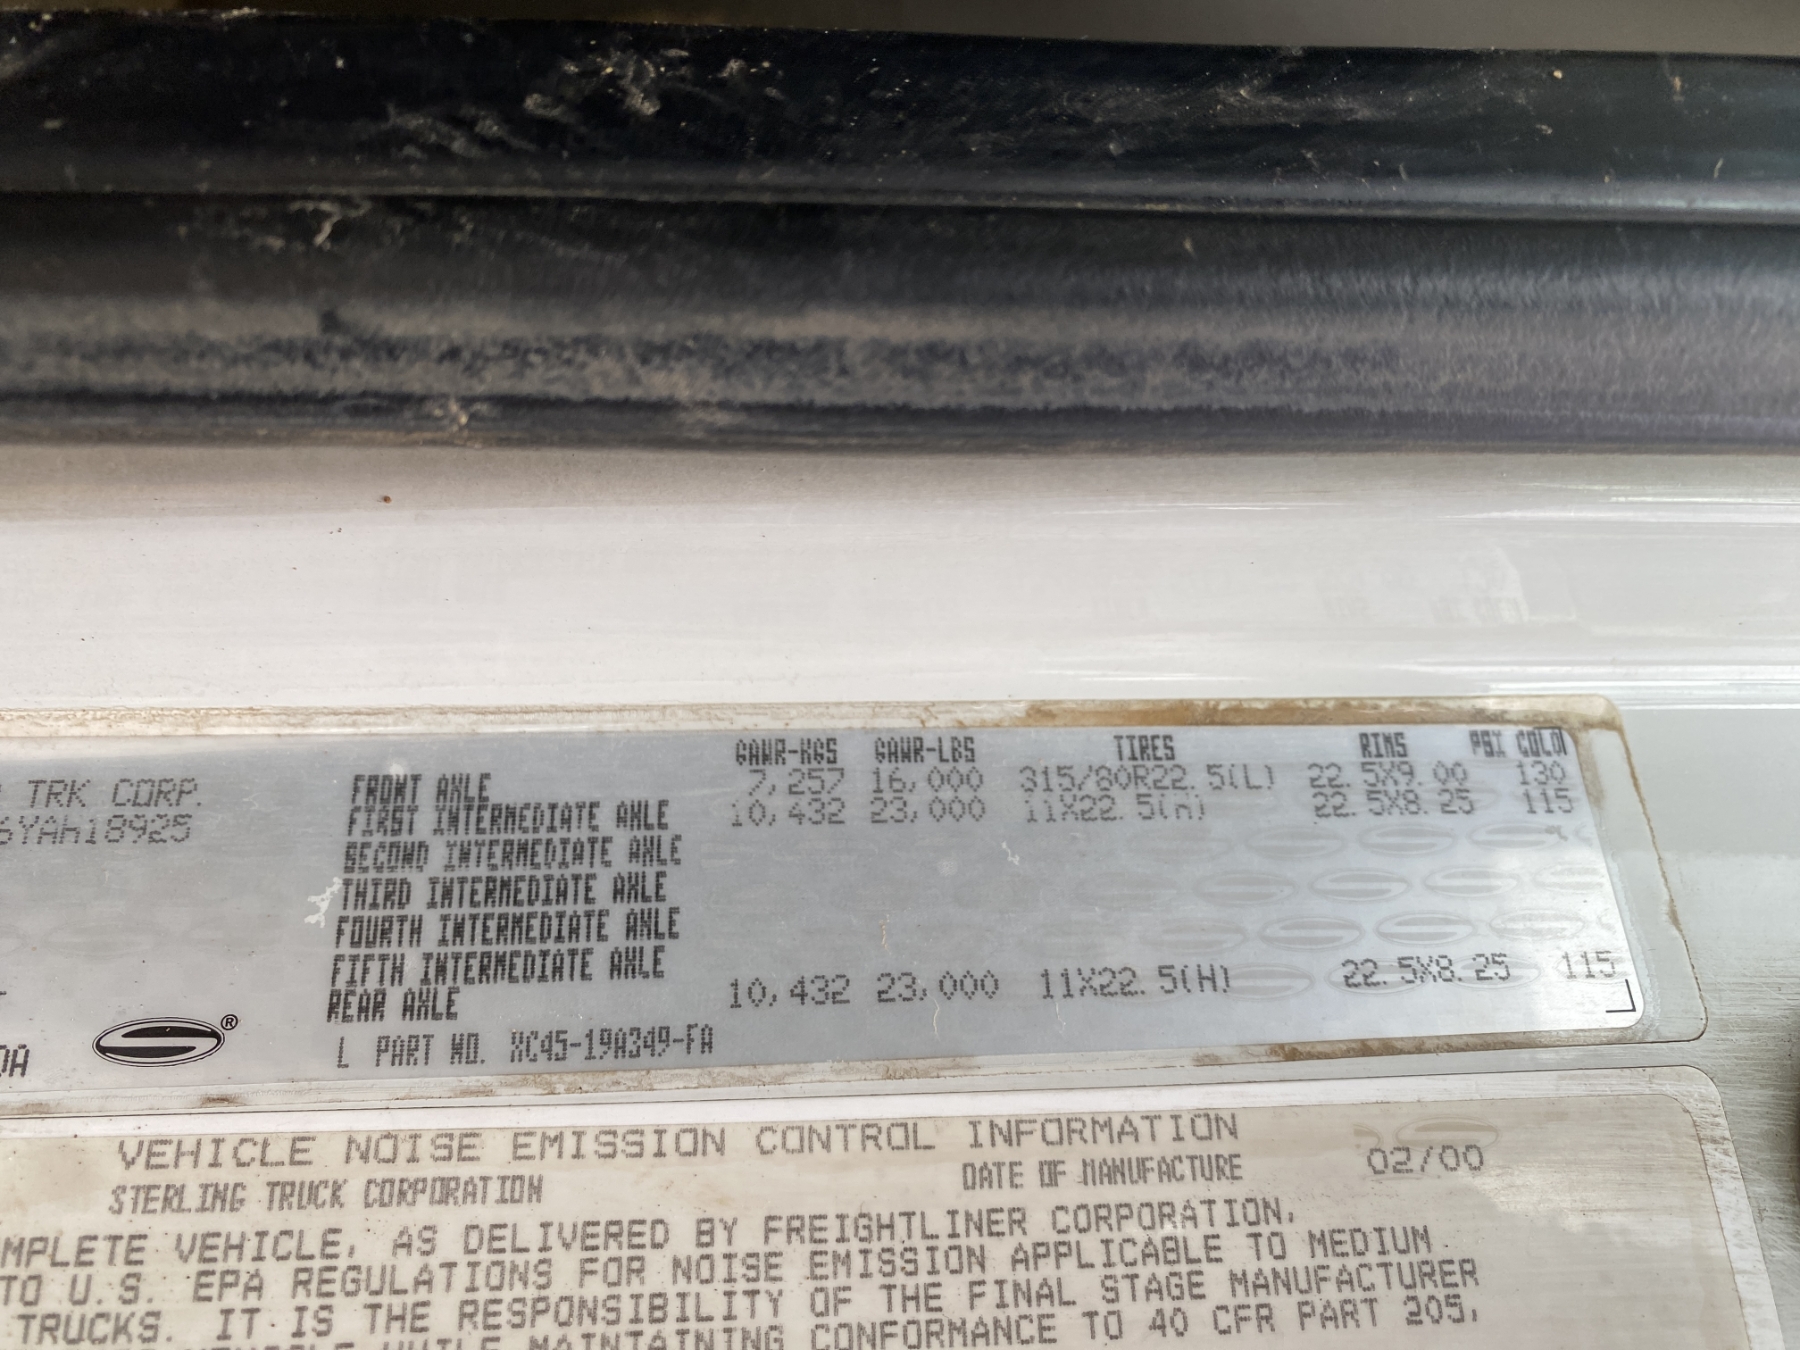 GAWR-KGS GAWR-LBS TIRES RIMS PSI COLD
TRK CORP. FRONT AXLE 7,257 16,000 315/80R22.5(L) 22.5X9.00 130
6YAH18925 FIRST INTERMEDIATE AXLE 10,432 23,000 11X22.5(H) 22.5X8.25 115
SECOND INTERMEDIATE AXLE
THIRD INTERMEDIATE AXLE
FOURTH INTERMEDIATE AXLE
FIFTH INTERMEDIATE AXLE
REAR AXLE 10,432 23,000 11X22.5(H) 22.5X8.25 115
DA ® L PART NO. XC45-19A349-FA
VEHICLE NOISE EMISSION CONTROL INFORMATION
STERLING TRUCK CORPORATION DATE OF MANUFACTURE 02/00
MPLETE VEHICLE, AS DELIVERED BY FREIGHTLINER CORPORATION,
TO U.S. EPA REGULATIONS FOR NOISE EMISSION APPLICABLE TO MEDIUM
TRUCKS. IT IS THE RESPONSIBILITY OF THE FINAL STAGE MANUFACTURER
WHILE MAINTAINING CONFORMANCE TO 40 CFR PART 205,